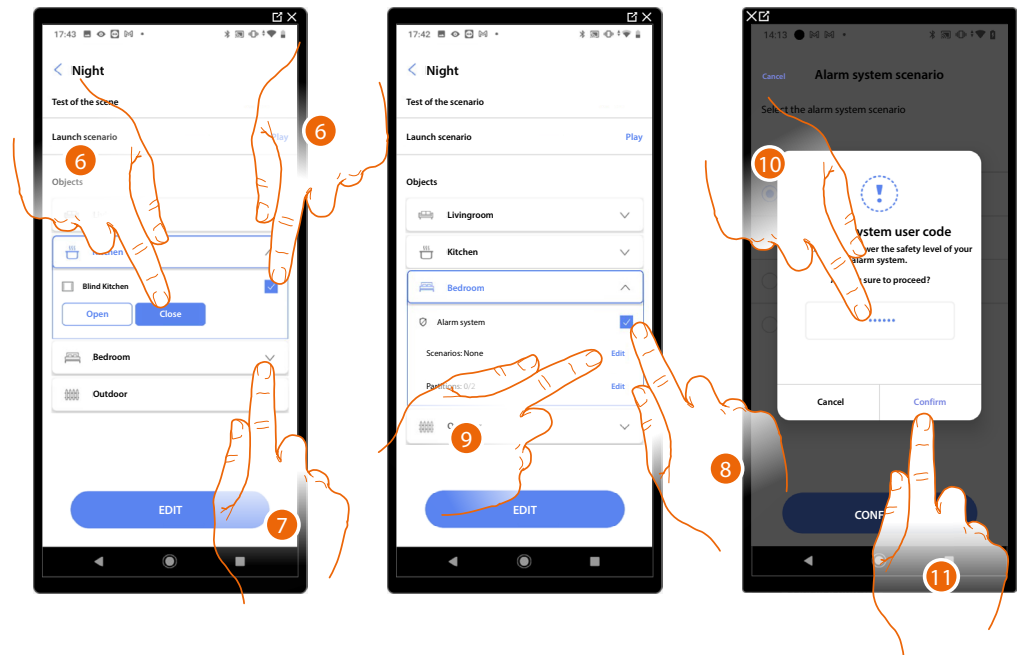 17:43
Night
Test of the scene
Launch scenario
Play
6
6
Objects
Kitchen
Blind Kitchen
Open
Close
Bedroom
Outdoor
EDIT
7
17:42
Night
Test of the scenario
Launch scenario
Play
Objects
Livingroom
Kitchen
Bedroom
Alarm system
Scenarios: None
Edit
Partitions: 0/2
Edit
9
8
EDIT
14:13
Cancel
Alarm system scenario
Select the alarm system scenario
10
ystem user code
wer the safety level of your
alarm system.
sure to proceed?
••••••
Cancel
Confirm
CONF
11